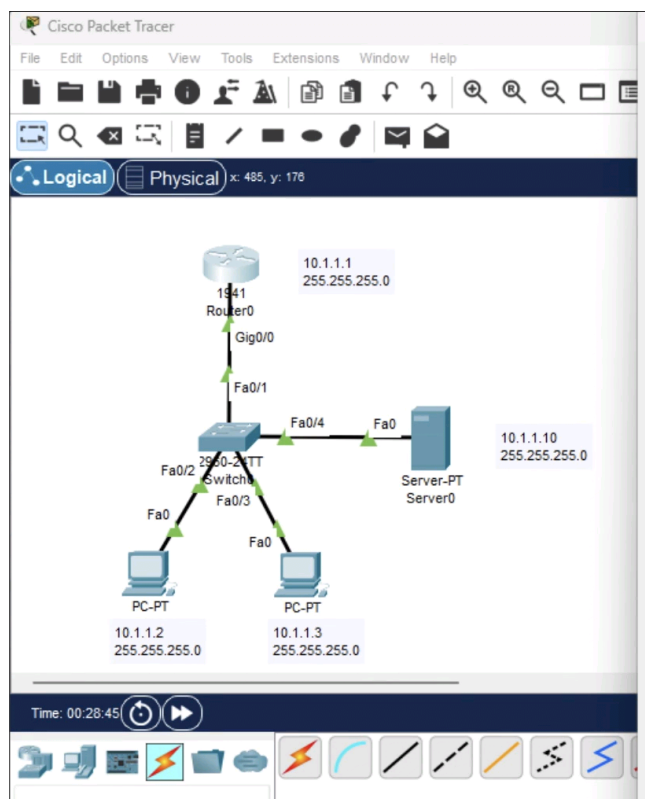 Cisco Packet Tracer
File Edit Options View Tools Extensions Window Help
Logical Physical x: 485, y: 176
10.1.1.1
255.255.255.0
1941
Router0
Gig0/0
Fa0/1
Fa0/4 Fa0
10.1.1.10
255.255.255.0
2960-24TT
Switch0
Fa0/2
Fa0/3
Server-PT
Server0
Fa0
Fa0
PC-PT PC-PT
10.1.1.2 10.1.1.3
255.255.255.0 255.255.255.0
Time: 00:28:45